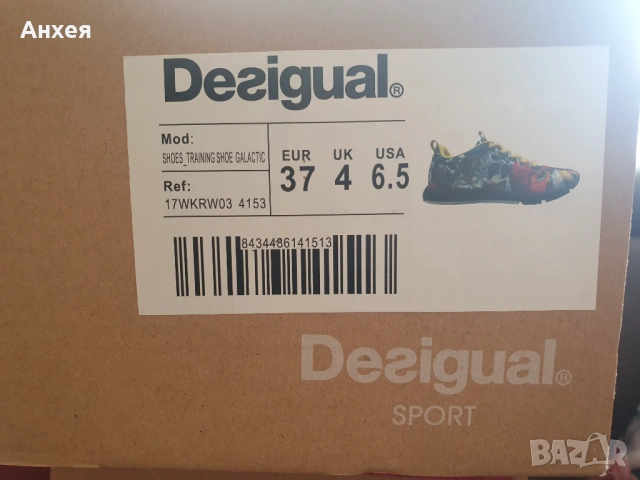 Анхея
Desigual®
Mod:
SHOES_TRAINING SHOE GALACTIC
Ref:
17WKRW03 4153
EUR UK USA
37 4 6.5
8434486141513
Desigual®
SPORT
BAZAR